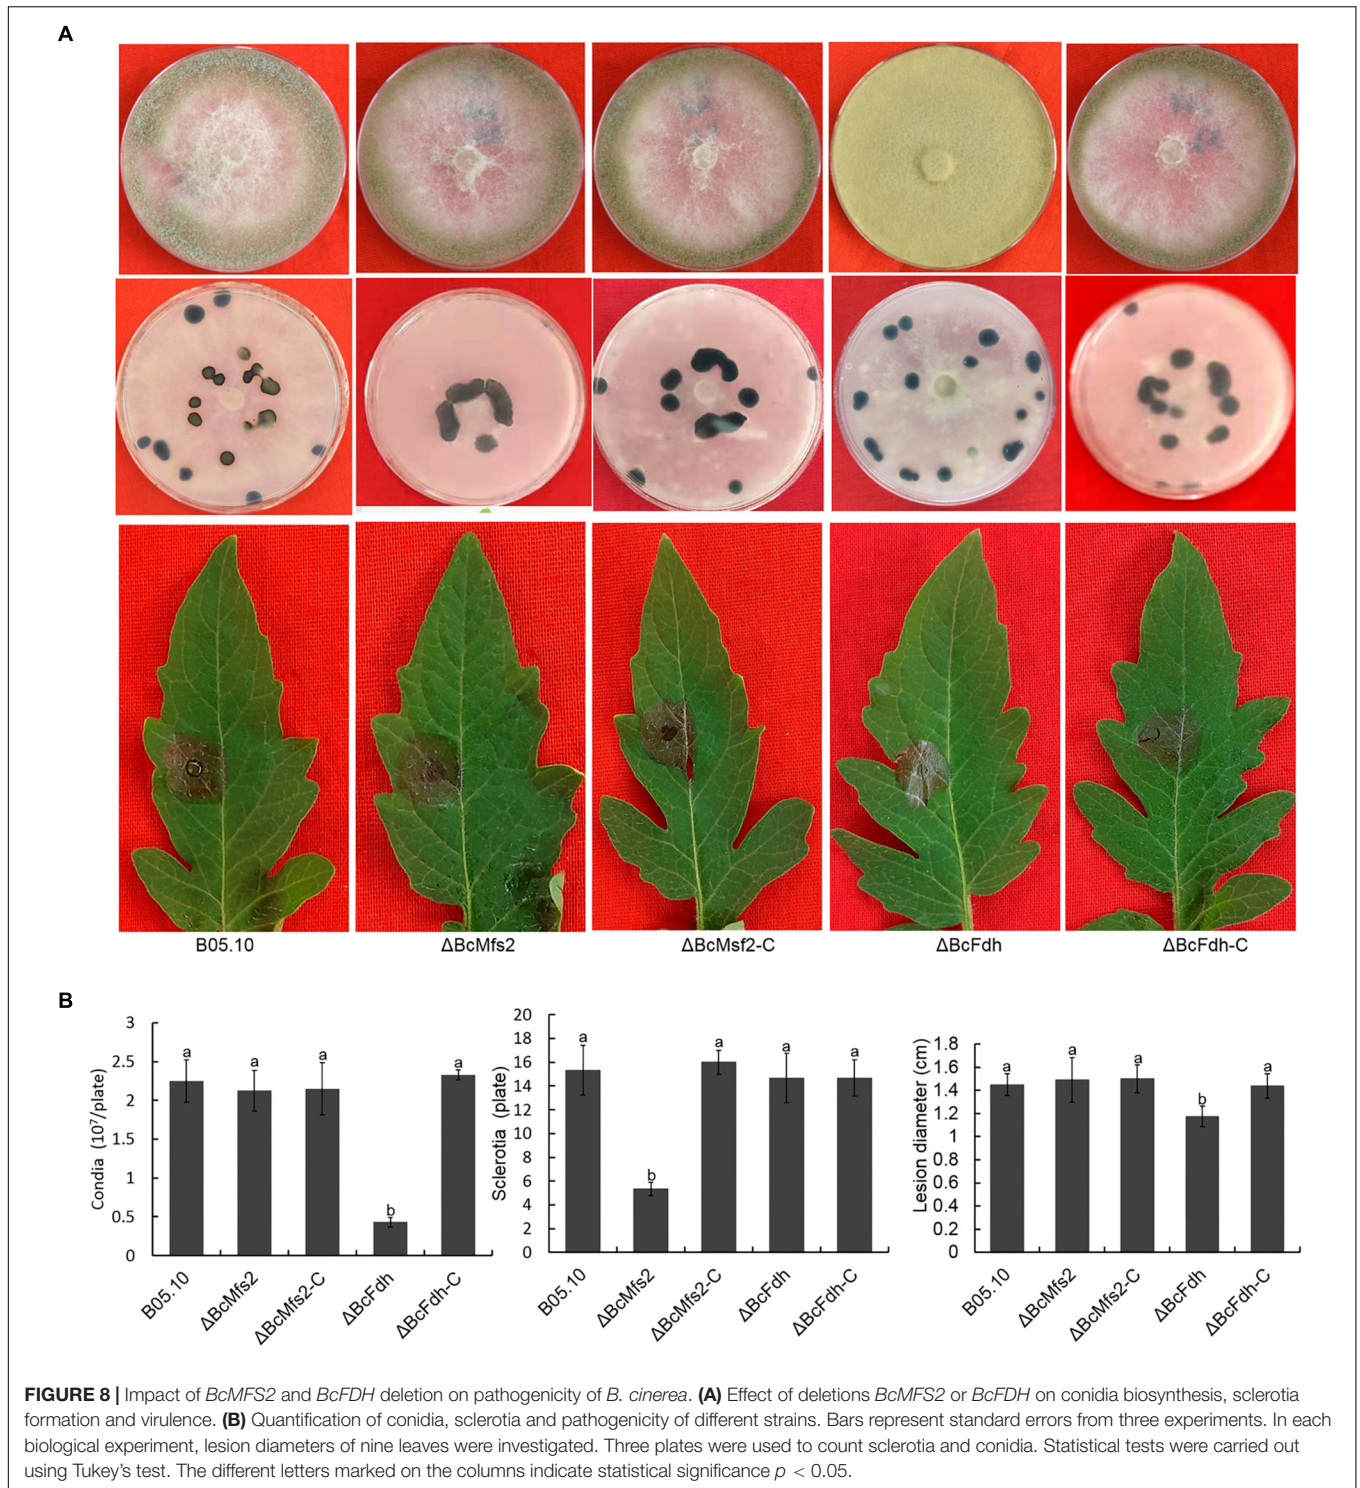 A
B05.10
ΔBcMfs2
ΔBcMsf2-C
ΔBcFdh
ΔBcFdh-C
B
3
2.5
2
1.5
1
0.5
0
Condia (10⁷/plate)
a
a
a
b
a
B05.10
ΔBcMfs2
ΔBcMfs2-C
ΔBcFdh
ΔBcFdh-C
20
18
16
14
12
10
8
6
4
2
0
Sclerotia (plate)
a
b
a
a
a
B05.10
ΔBcMfs2
ΔBcMfs2-C
ΔBcFdh
ΔBcFdh-C
1.8
1.6
1.4
1.2
1
0.8
0.6
0.4
0.2
0
Lesion diameter (cm)
a
a
a
b
a
B05.10
ΔBcMfs2
ΔBcMfs2-C
ΔBcFdh
ΔBcFdh-C
FIGURE 8 | Impact of BcMFS2 and BcFDH deletion on pathogenicity of B. cinerea. (A) Effect of deletions BcMFS2 or BcFDH on conidia biosynthesis, sclerotia
formation and virulence. (B) Quantification of conidia, sclerotia and pathogenicity of different strains. Bars represent standard errors from three experiments. In each
biological experiment, lesion diameters of nine leaves were investigated. Three plates were used to count sclerotia and conidia. Statistical tests were carried out
using Tukey's test. The different letters marked on the columns indicate statistical significance p < 0.05.